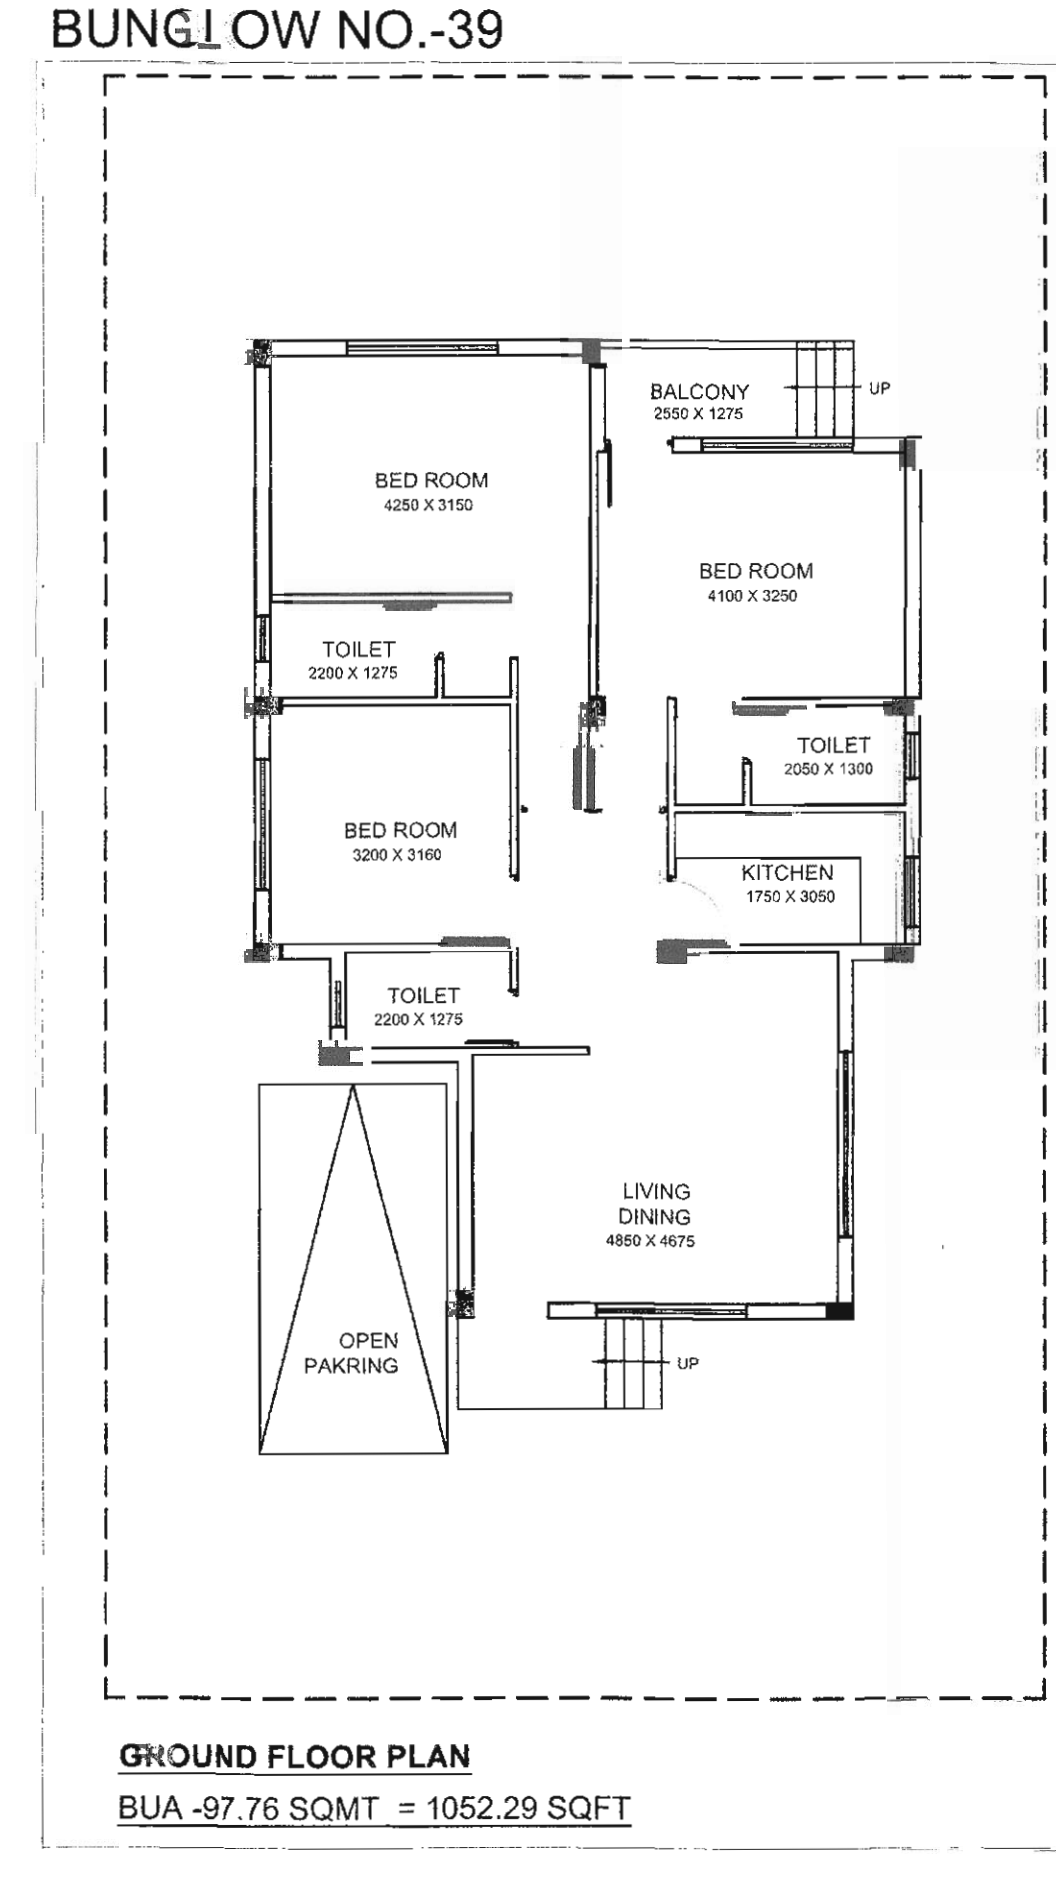 BUNGLOW NO.-39
BALCONY
2550 X 1275
UP
BED ROOM
4250 X 3150
BED ROOM
4100 X 3250
TOILET
2200 X 1275
TOILET
2050 X 1300
BED ROOM
3200 X 3160
KITCHEN
1750 X 3050
TOILET
2200 X 1275
LIVING
DINING
4850 X 4675
OPEN
PAKRING
UP
GROUND FLOOR PLAN
BUA -97.76 SQMT = 1052.29 SQFT